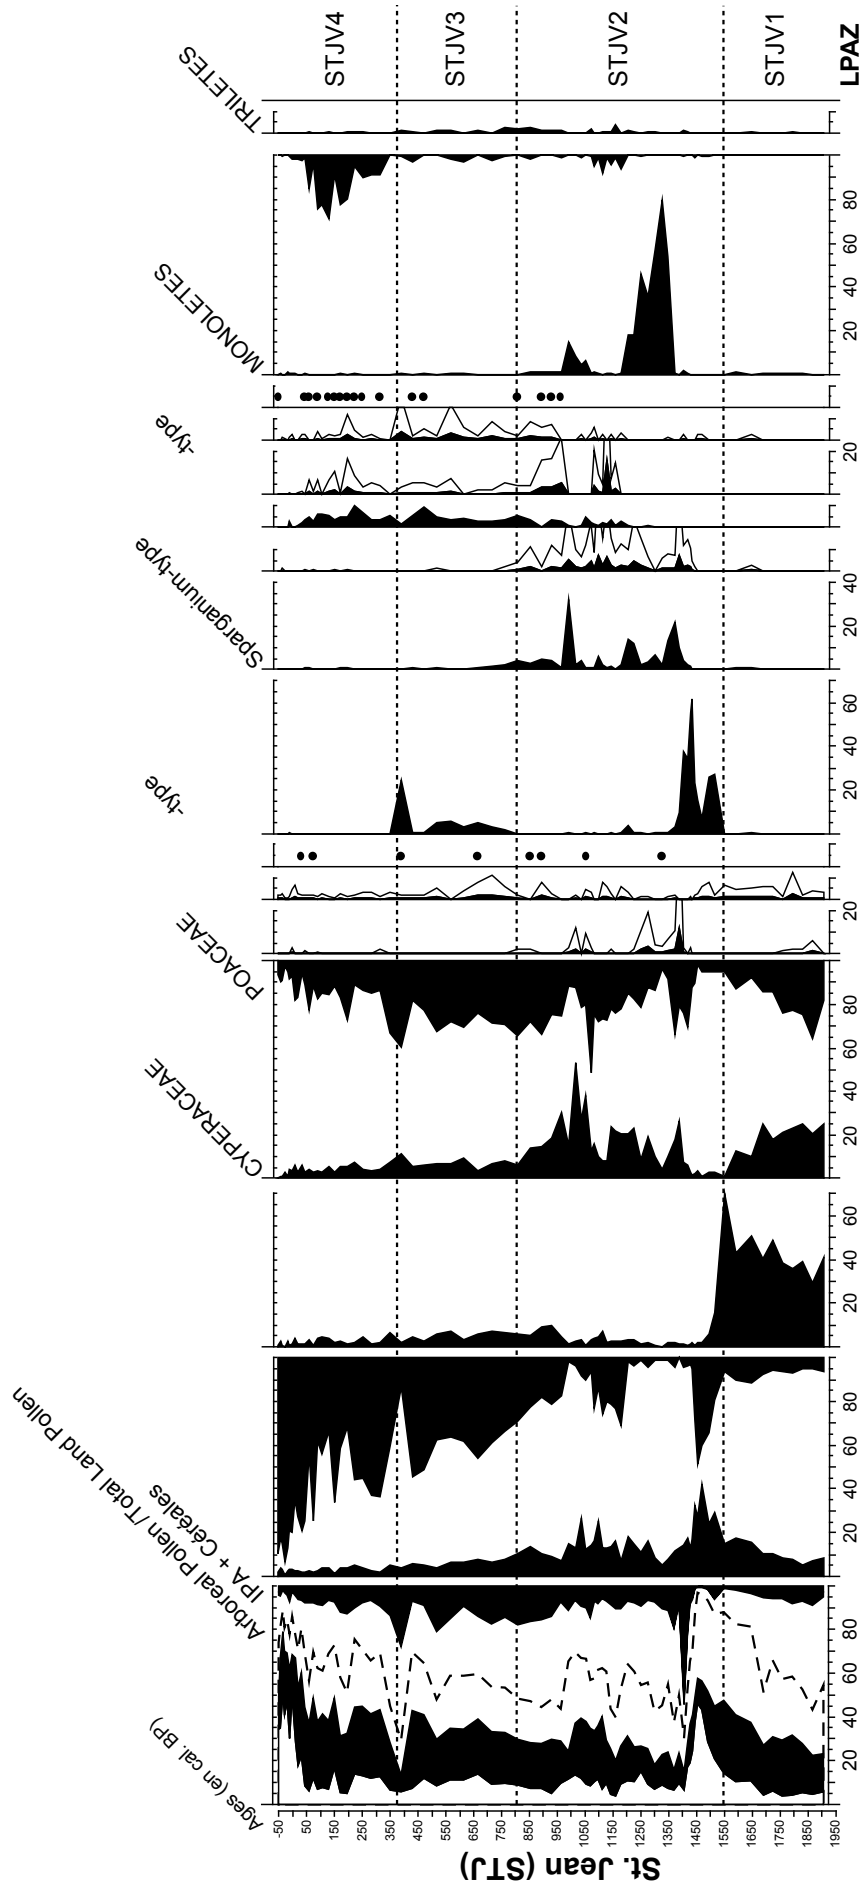 TRILETES
MONOLETES
-type
Sparganium-type
-type
POACEAE
CYPERACEAE
Arboreal Pollen / Total Land Pollen
IPA + Céréales
Ages (en cal. BP)
St. Jean (STJ)
STJV4
STJV3
STJV2
STJV1
LPAZ
-50
50
150
250
350
450
550
650
750
850
950
1050
1150
1250
1350
1450
1550
1650
1750
1850
1950
20 40 60 80
20 40 60 80
20 40 60
20 40 60 80
20
20 40 60
20 40
20
20 40 60 80